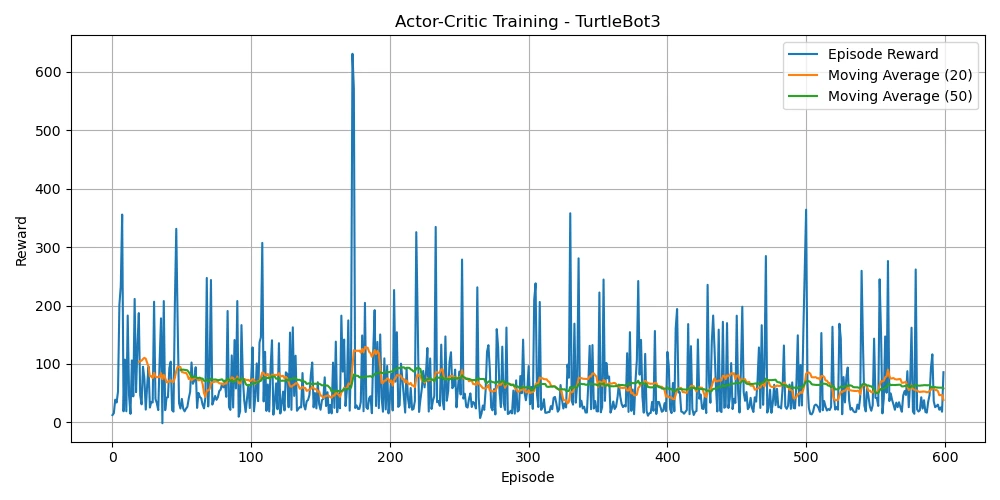 Actor-Critic Training - TurtleBot3
Episode Reward
Moving Average (20)
Moving Average (50)
600
500
400
300
200
100
0
Reward
0 100 200 300 400 500 600
Episode